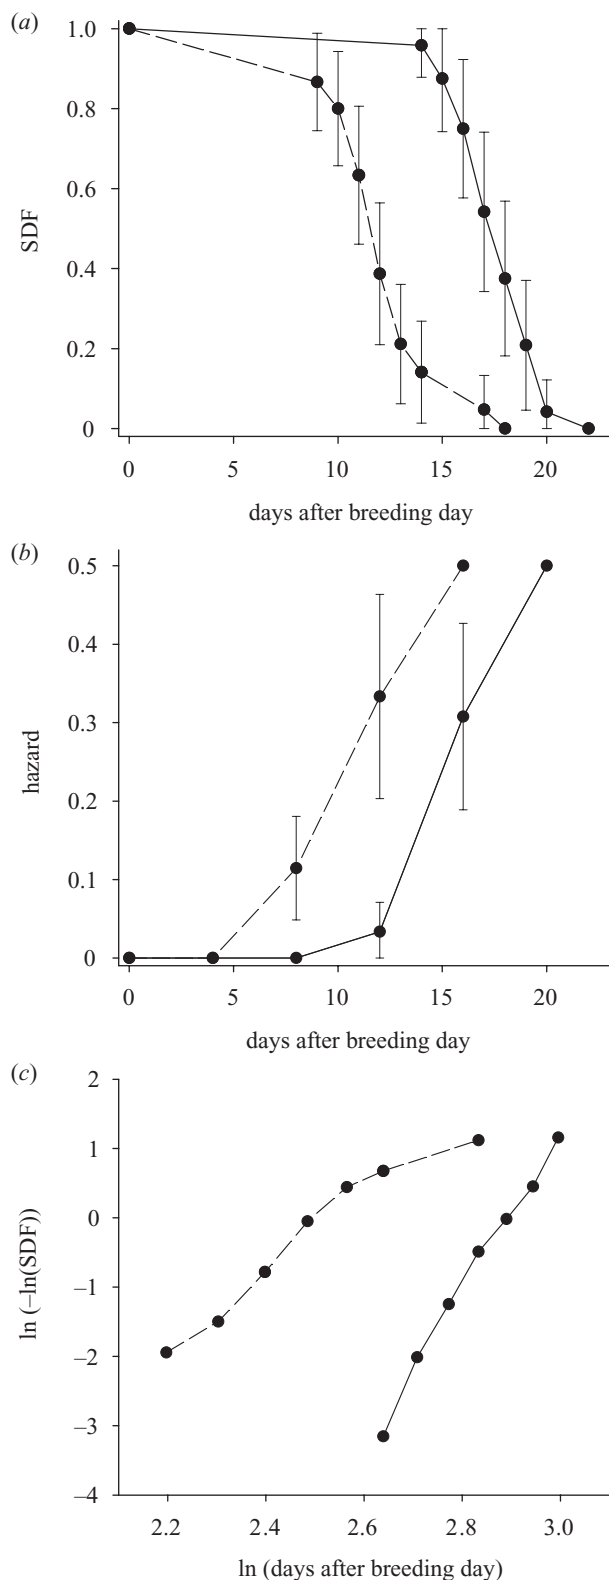 (a)
1.0
0.8
0.6
SDF
0.4
0.2
0
0 5 10 15 20
days after breeding day
(b)
0.5
0.4
0.3
hazard
0.2
0.1
0
0 5 10 15 20
days after breeding day
(c)
2
1
0
ln (–ln(SDF))
–1
–2
–3
–4
2.2 2.4 2.6 2.8 3.0
ln (days after breeding day)